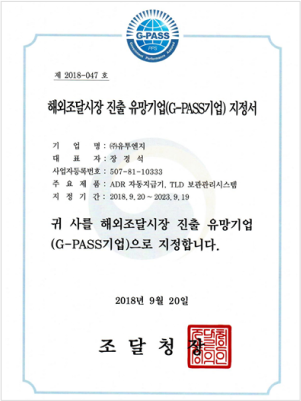 G-PASS
제 2018-047 호
해외조달시장 진출 유망기업(G-PASS기업) 지정서
기 업 명 : ㈜유투앤지
대 표 자 : 장 경 석
사업자등록번호 : 507-81-10333
주 요 제 품 : ADR 자동지급기, TLD 보관관리시스템
지 정 기 간 : 2018. 9. 20 ~ 2023. 9. 19
귀 사를 해외조달시장 진출 유망기업
(G-PASS기업)으로 지정합니다.
2018년 9월 20일
조 달 청 장